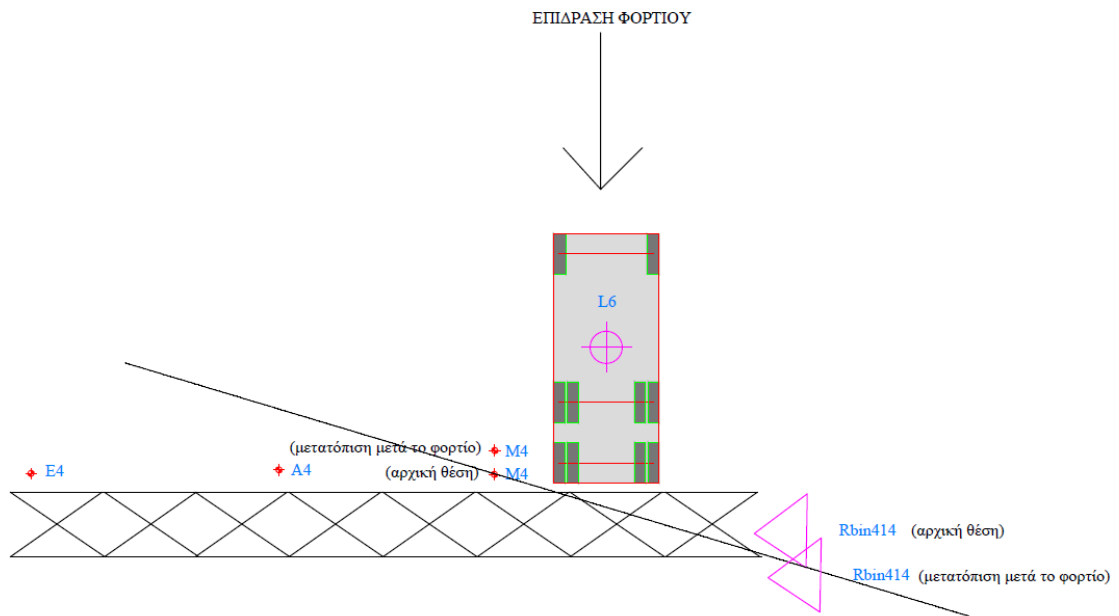 ΕΠΙΔΡΑΣΗ ΦΟΡΤΙΟΥ
L6
(μετατόπιση μετά το φορτίο) M4
E4
A4
(αρχική θέση) M4
Rbin414 (αρχική θέση)
Rbin414 (μετατόπιση μετά το φορτίο)